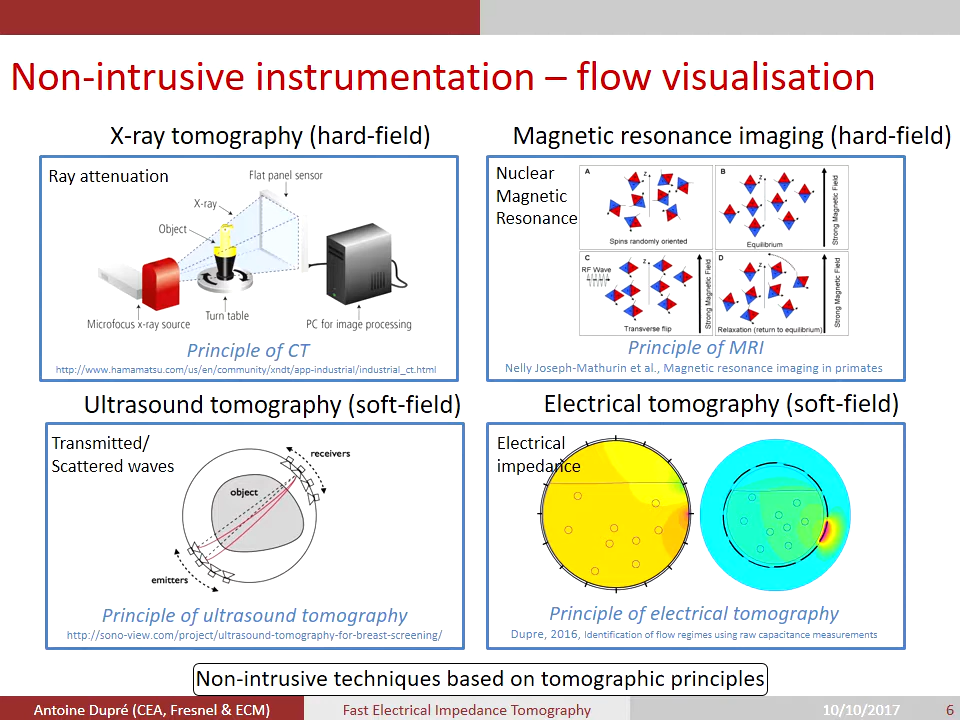 Non-intrusive instrumentation – flow visualisation
X-ray tomography (hard-field)
Ray attenuation
Flat panel sensor
X-ray
Object
Turn table
Microfocus x-ray source
PC for image processing
Principle of CT
http://www.hamamatsu.com/us/en/community/xndt/app-industrial/industrial_ct.html
Magnetic resonance imaging (hard-field)
Nuclear
Magnetic
Resonance
A
z
Spins randomly oriented
B
z
Equilibrium
Strong Magnetic Field
C
z
RF Wave
Transverse flip
Strong Magnetic Field
D
z
Relaxation (return to equilibrium)
Strong Magnetic Field
Principle of MRI
Nelly Joseph-Mathurin et al., Magnetic resonance imaging in primates
Ultrasound tomography (soft-field)
Transmitted/
Scattered waves
receivers
object
emitters
Principle of ultrasound tomography
http://sono-view.com/project/ultrasound-tomography-for-breast-screening/
Electrical tomography (soft-field)
Electrical
impedance
Principle of electrical tomography
Dupre, 2016, Identification of flow regimes using raw capacitance measurements
Non-intrusive techniques based on tomographic principles
Antoine Dupré (CEA, Fresnel & ECM)
Fast Electrical Impedance Tomography
10/10/2017
6